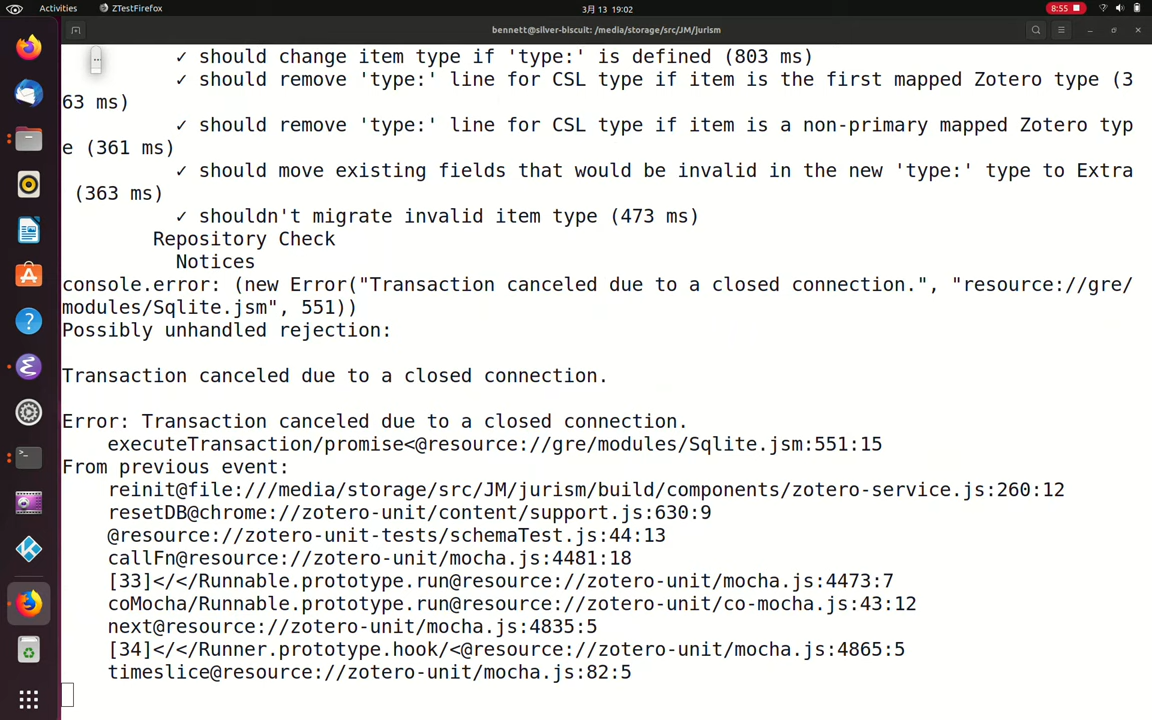 Activities
ZTestFirefox
3月 13 19:02
8:55
bennett@silver-biscuit: /media/storage/src/JM/jurism
✓ should change item type if 'type:' is defined (803 ms)
✓ should remove 'type:' line for CSL type if item is the first mapped Zotero type (3
63 ms)
✓ should remove 'type:' line for CSL type if item is a non-primary mapped Zotero typ
e (361 ms)
✓ should move existing fields that would be invalid in the new 'type:' type to Extra
(363 ms)
✓ shouldn't migrate invalid item type (473 ms)
Repository Check
Notices
console.error: (new Error("Transaction canceled due to a closed connection.", "resource://gre/
modules/Sqlite.jsm", 551))
Possibly unhandled rejection:
Transaction canceled due to a closed connection.
Error: Transaction canceled due to a closed connection.
executeTransaction/promise<@resource://gre/modules/Sqlite.jsm:551:15
From previous event:
reinit@file:///media/storage/src/JM/jurism/build/components/zotero-service.js:260:12
resetDB@chrome://zotero-unit/content/support.js:630:9
@resource://zotero-unit-tests/schemaTest.js:44:13
callFn@resource://zotero-unit/mocha.js:4481:18
[33]</</Runnable.prototype.run@resource://zotero-unit/mocha.js:4473:7
coMocha/Runnable.prototype.run@resource://zotero-unit/co-mocha.js:43:12
next@resource://zotero-unit/mocha.js:4835:5
[34]</</Runner.prototype.hook/<@resource://zotero-unit/mocha.js:4865:5
timeslice@resource://zotero-unit/mocha.js:82:5